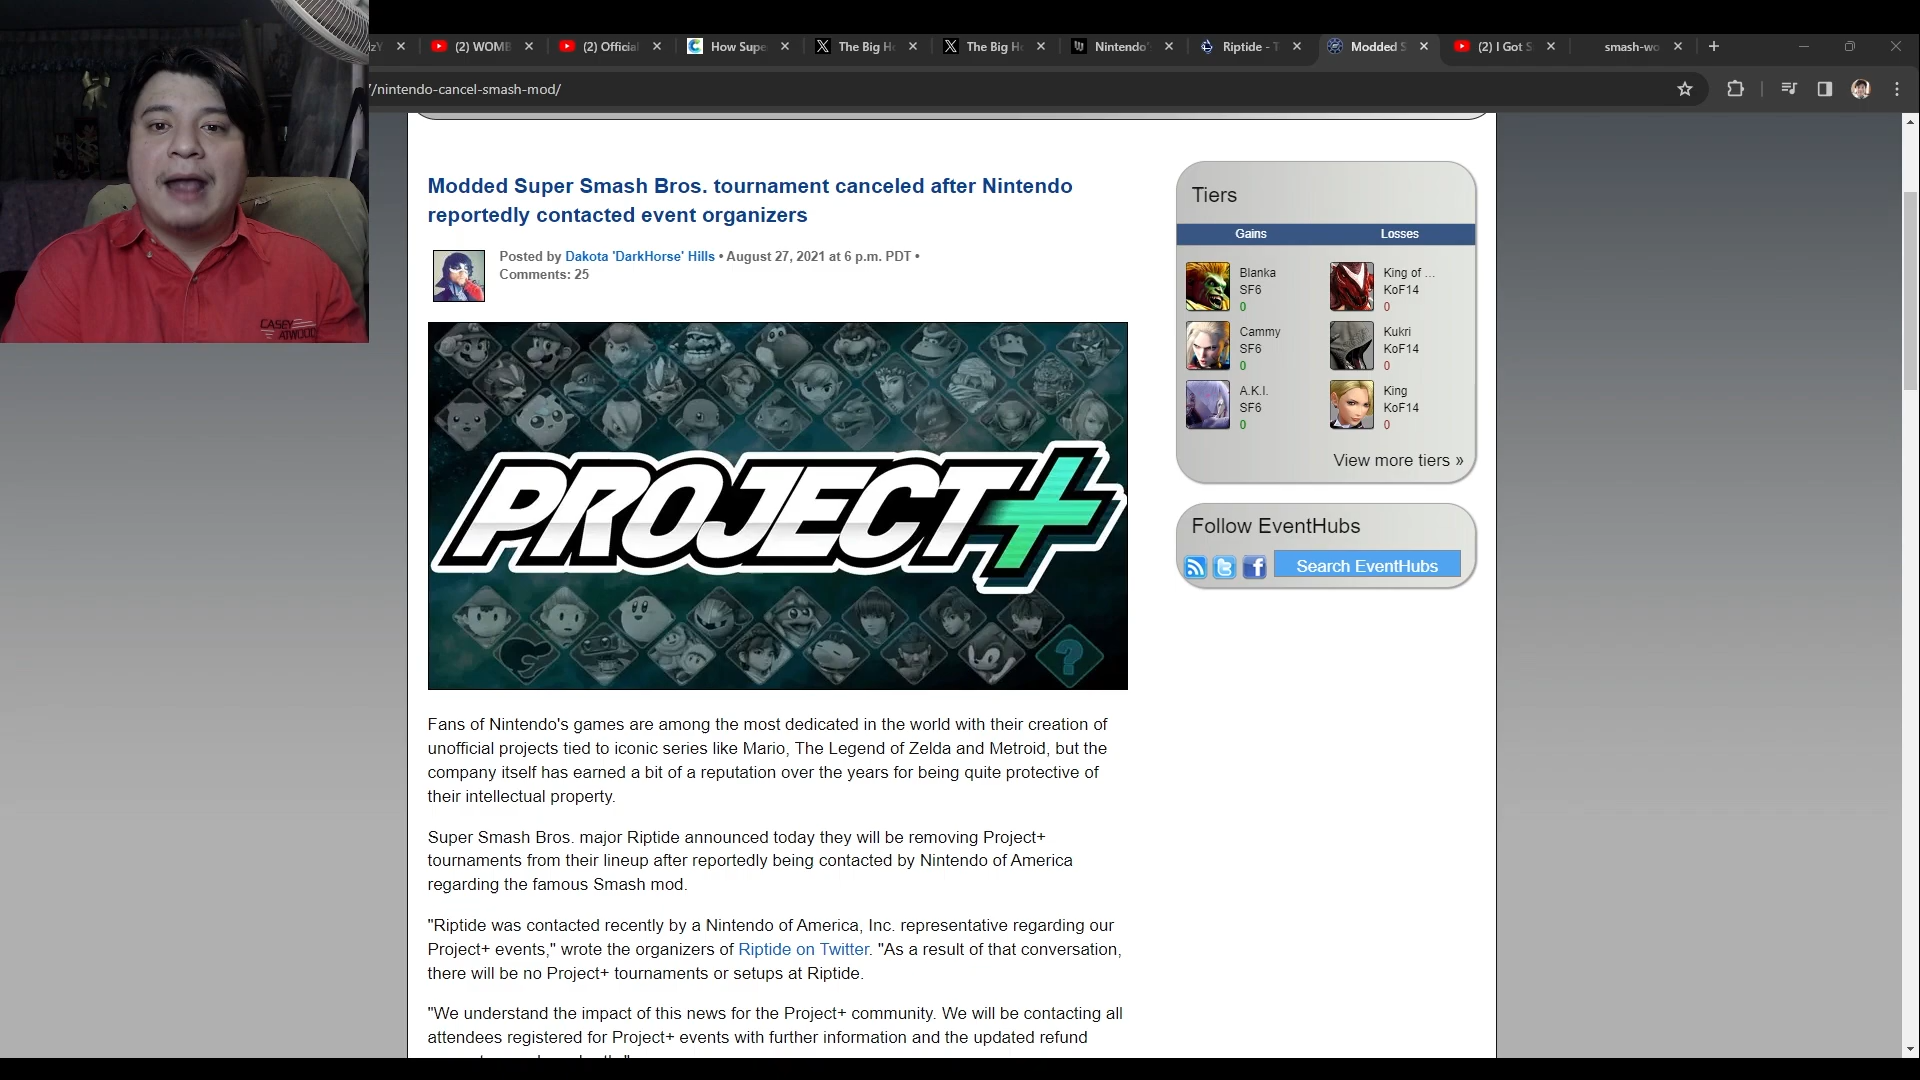 zY
(2) WOMB
(2) Official
How Supe
The Big Ho
The Big Ho
Nintendo'
Riptide - T
Modded S
(2) I Got S
smash-wo
/nintendo-cancel-smash-mod/
CASEY
ATWOOD
Modded Super Smash Bros. tournament canceled after Nintendo
reportedly contacted event organizers
Posted by Dakota 'DarkHorse' Hills • August 27, 2021 at 6 p.m. PDT •
Comments: 25
PROJECT+
?
Fans of Nintendo's games are among the most dedicated in the world with their creation of
unofficial projects tied to iconic series like Mario, The Legend of Zelda and Metroid, but the
company itself has earned a bit of a reputation over the years for being quite protective of
their intellectual property.
Super Smash Bros. major Riptide announced today they will be removing Project+
tournaments from their lineup after reportedly being contacted by Nintendo of America
regarding the famous Smash mod.
"Riptide was contacted recently by a Nintendo of America, Inc. representative regarding our
Project+ events," wrote the organizers of Riptide on Twitter. "As a result of that conversation,
there will be no Project+ tournaments or setups at Riptide.
"We understand the impact of this news for the Project+ community. We will be contacting all
attendees registered for Project+ events with further information and the updated refund
Tiers
Gains Losses
Blanka
SF6
0
King of ...
KoF14
0
Cammy
SF6
0
Kukri
KoF14
0
A.K.I.
SF6
0
King
KoF14
0
View more tiers »
Follow EventHubs
Search EventHubs